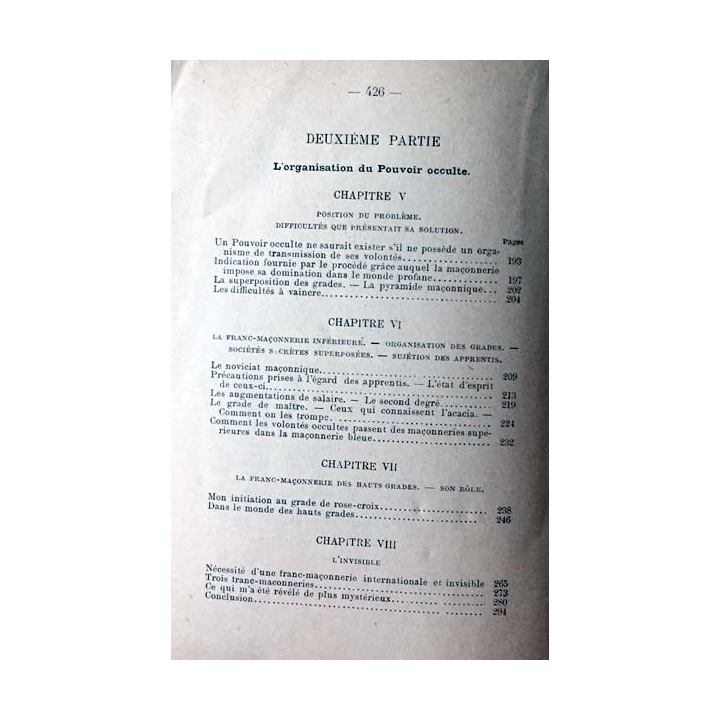 — 426 —
DEUXIÉME PARTIE
L'organisation du Pouvoir occulte.
CHAPITRE V
POSITION DU PROBLÈME.
DIFFICULTÉS QUE PRÉSENTAIT SA SOLUTION.
Pages
Un Pouvoir occulte ne saurait exister s'il ne possède un orga-
nisme de transmission de ses volontés........................ 193
Indication fournie par le procédé grâce auquel la maçonnerie
impose sa domination dans le monde profane............ 197
La superposition des grades. — La pyramide maçonnique... 202
Les difficultés à vaincre................................. 204
CHAPITRE VI
LA FRANC-MAÇONNERIE INFÉRIEURE. — ORGANISATION DES GRADES. —
SOCIÉTÉS SECRÈTES SUPERPOSÉES. — SUJÉTION DES APPRENTIS.
Le noviciat maçonnique................................. 209
Précautions prises à l'égard des apprentis. — L'état d'esprit
de ceux-ci............................................. 213
Les augmentations de salaire. — Le second degré.......... 219
Le grade de maître. — Ceux qui connaissent l'acacia. —
Comment on les trompe. ............................. 224
Comment les volontés occultes passent des maçonneries supé-
rieures dans la maçonnerie bleue........................ 232
CHAPITRE VII
LA FRANC-MAÇONNERIE DES HAUTS GRADES. — SON RÔLE.
Mon initiation au grade de rose-croix..................... 238
Dans le monde des hauts grades......................... 246
CHAPITRE VIII
L'INVISIBLE
Nécessité d'une franc-maçonnerie internationale et invisible 265
Trois franc-maconneries................................. 273
Ce qui m'a été révélé de plus mystérieux.................. 280
Conclusion............................................. 294